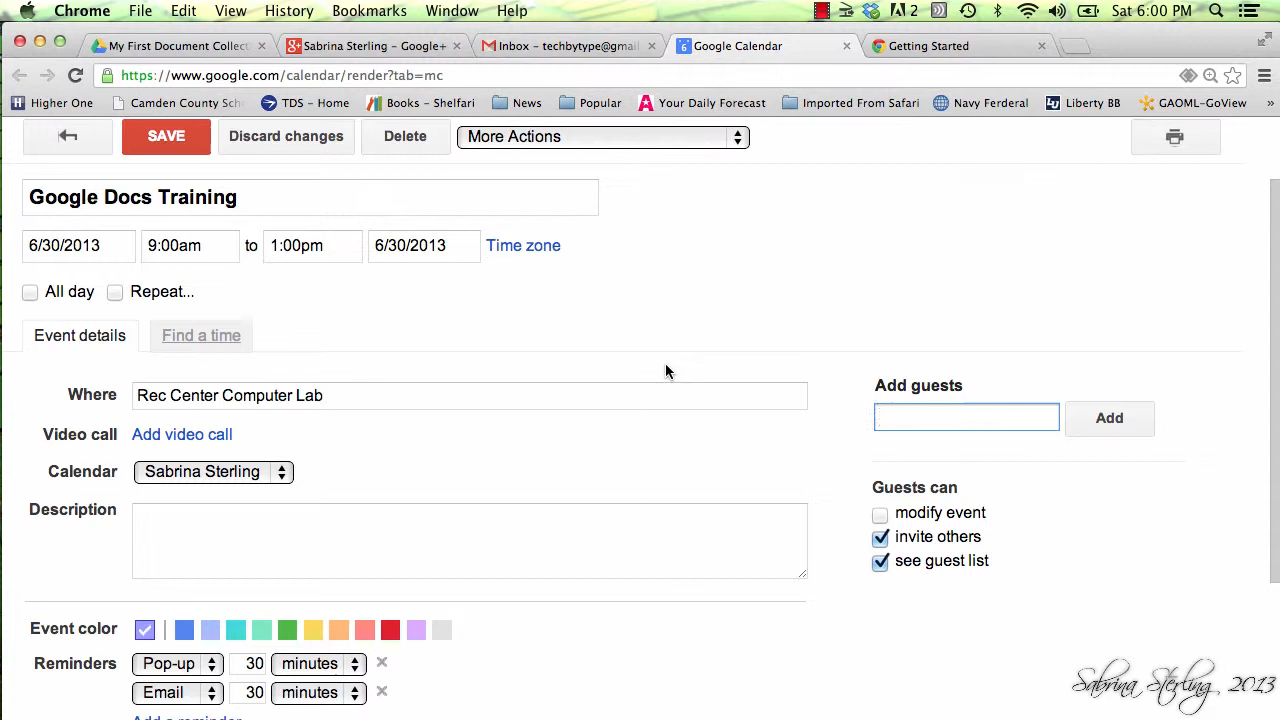 Chrome File Edit View History Bookmarks Window Help 2 Sat 6:00 PM
My First Document Collect Sabrina Sterling - Google+ Inbox - techbytype@gmail 6 Google Calendar Getting Started
https://www.google.com/calendar/render?tab=mc
Higher One Camden County Sch TDS - Home Books - Shelfari News Popular Your Daily Forecast Imported From Safari Navy Ferderal LU Liberty BB GAOML-GoView »
SAVE Discard changes Delete More Actions
Google Docs Training
6/30/2013 9:00am to 1:00pm 6/30/2013 Time zone
All day Repeat...
Event details Find a time
Where Rec Center Computer Lab
Add guests
Add
Video call Add video call
Calendar Sabrina Sterling
Guests can
Description
modify event
invite others
see guest list
Event color
Reminders Pop-up 30 minutes
Email 30 minutes
Add a reminder
Sabrina Sterling 2013